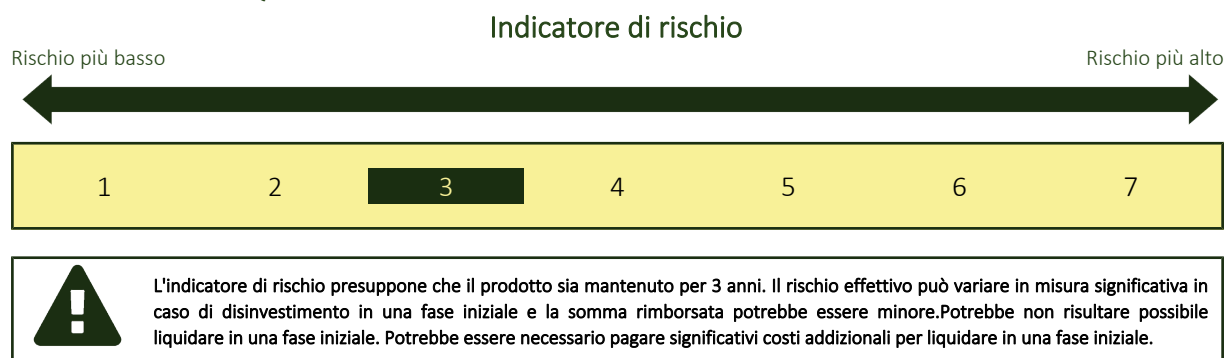 Indicatore di rischio
Rischio più basso
Rischio più alto
1 2 3 4 5 6 7
L'indicatore di rischio presuppone che il prodotto sia mantenuto per 3 anni. Il rischio effettivo può variare in misura significativa in
caso di disinvestimento in una fase iniziale e la somma rimborsata potrebbe essere minore.Potrebbe non risultare possibile
liquidare in una fase iniziale. Potrebbe essere necessario pagare significativi costi addizionali per liquidare in una fase iniziale.